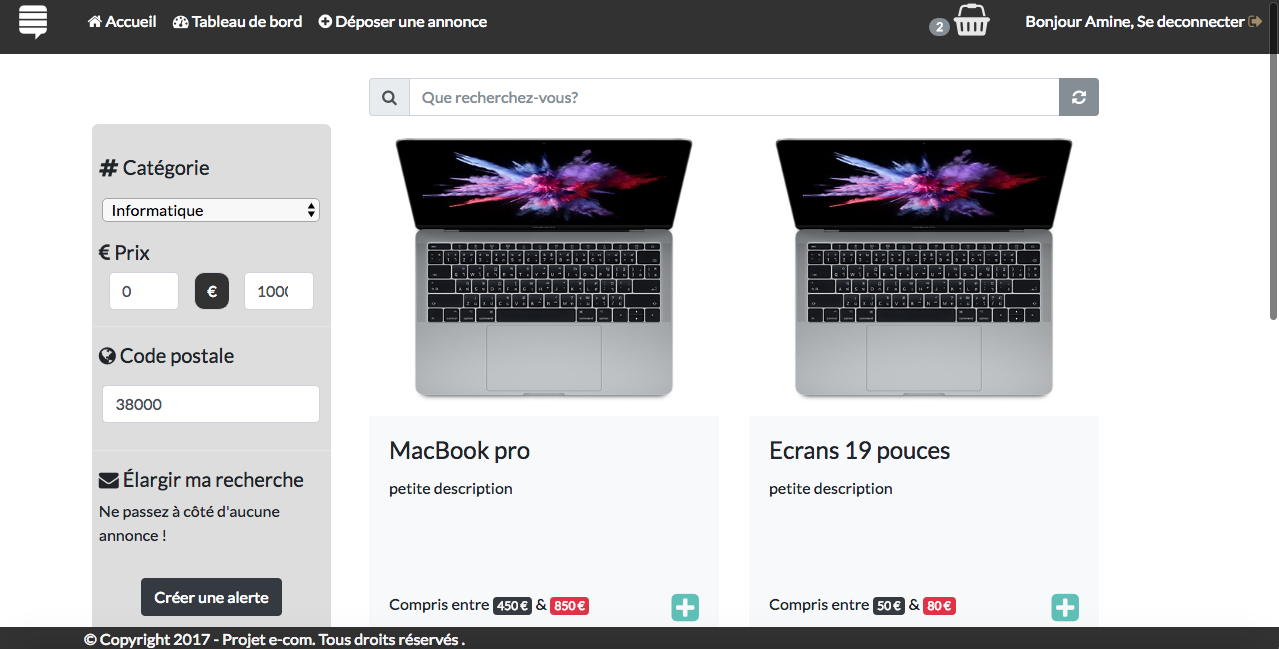 Accueil Tableau de bord Déposer une annonce 2 Bonjour Amine, Se deconnecter
Que recherchez-vous?
# Catégorie
Informatique
€ Prix
0 € 1000
Code postale
38000
Élargir ma recherche
Ne passez à côté d'aucune
annonce !
Créer une alerte
MacBook pro
petite description
Compris entre 450 € & 850 €
Ecrans 19 pouces
petite description
Compris entre 50 € & 80 €
© Copyright 2017 - Projet e-com. Tous droits réservés .